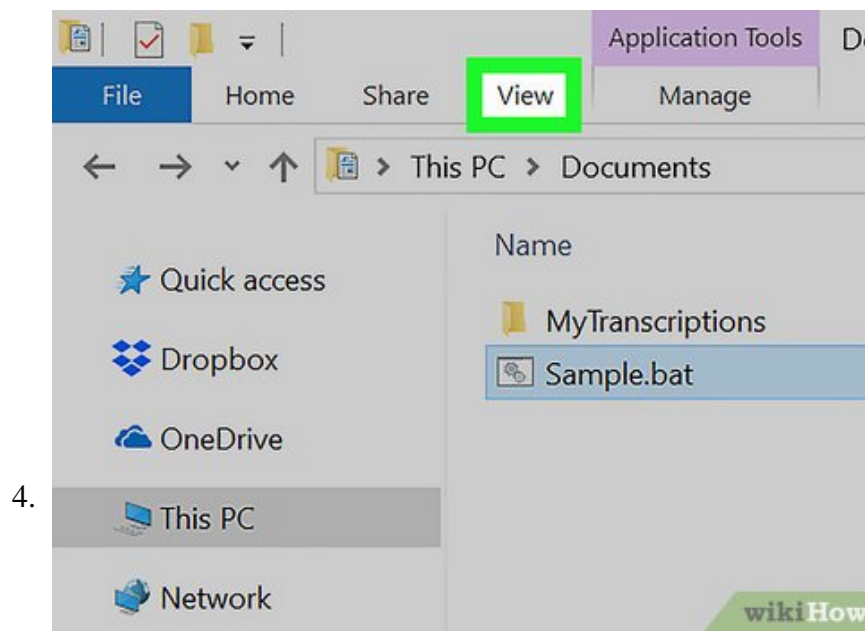 Application Tools
File Home Share View Manage
This PC > Documents
Name
Quick access
MyTranscriptions
Dropbox
Sample.bat
OneDrive
4.
This PC
Network
wikiHow